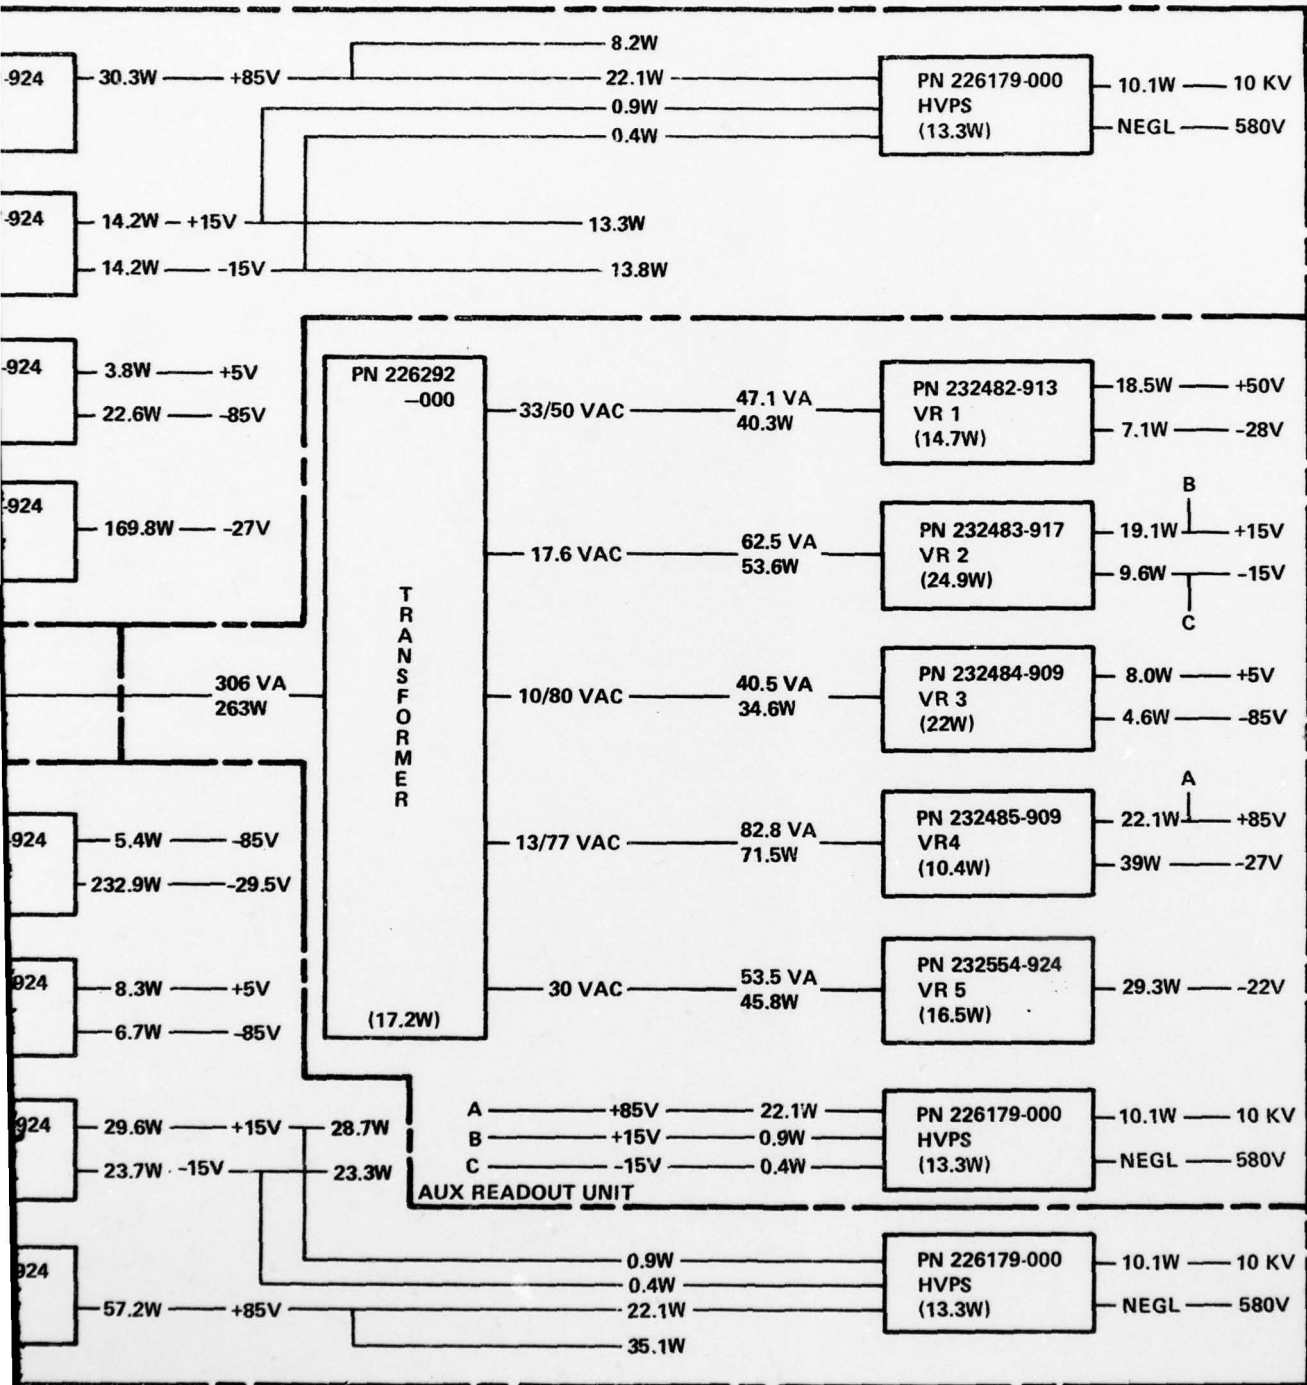 8.2W
-924 30.3W +85V 22.1W PN 226179-000 10.1W 10 KV
0.9W HVPS
0.4W (13.3W) NEGL 580V
-924 14.2W +15V 13.3W
14.2W -15V 13.8W
-924 3.8W +5V
22.6W -85V
PN 226292
-000
33/50 VAC 47.1 VA
40.3W
PN 232482-913
VR 1
(14.7W)
18.5W +50V
7.1W -28V
-924
169.8W -27V
17.6 VAC 62.5 VA
53.6W
PN 232483-917
VR 2
(24.9W)
B
19.1W +15V
9.6W -15V
C
TRANSFORMER
306 VA
263W
10/80 VAC 40.5 VA
34.6W
PN 232484-909
VR 3
(22W)
8.0W +5V
4.6W -85V
-924 5.4W -85V
232.9W -29.5V
13/77 VAC 82.8 VA
71.5W
PN 232485-909
VR4
(10.4W)
A
22.1W +85V
39W -27V
924 8.3W +5V
6.7W -85V
(17.2W)
30 VAC 53.5 VA
45.8W
PN 232554-924
VR 5
(16.5W)
29.3W -22V
924 29.6W +15V 28.7W
23.7W -15V 23.3W
A +85V 22.1W
B +15V 0.9W
C -15V 0.4W
PN 226179-000
HVPS
(13.3W)
10.1W 10 KV
NEGL 580V
AUX READOUT UNIT
924
57.2W +85V
0.9W
0.4W
22.1W
35.1W
PN 226179-000
HVPS
(13.3W)
10.1W 10 KV
NEGL 580V